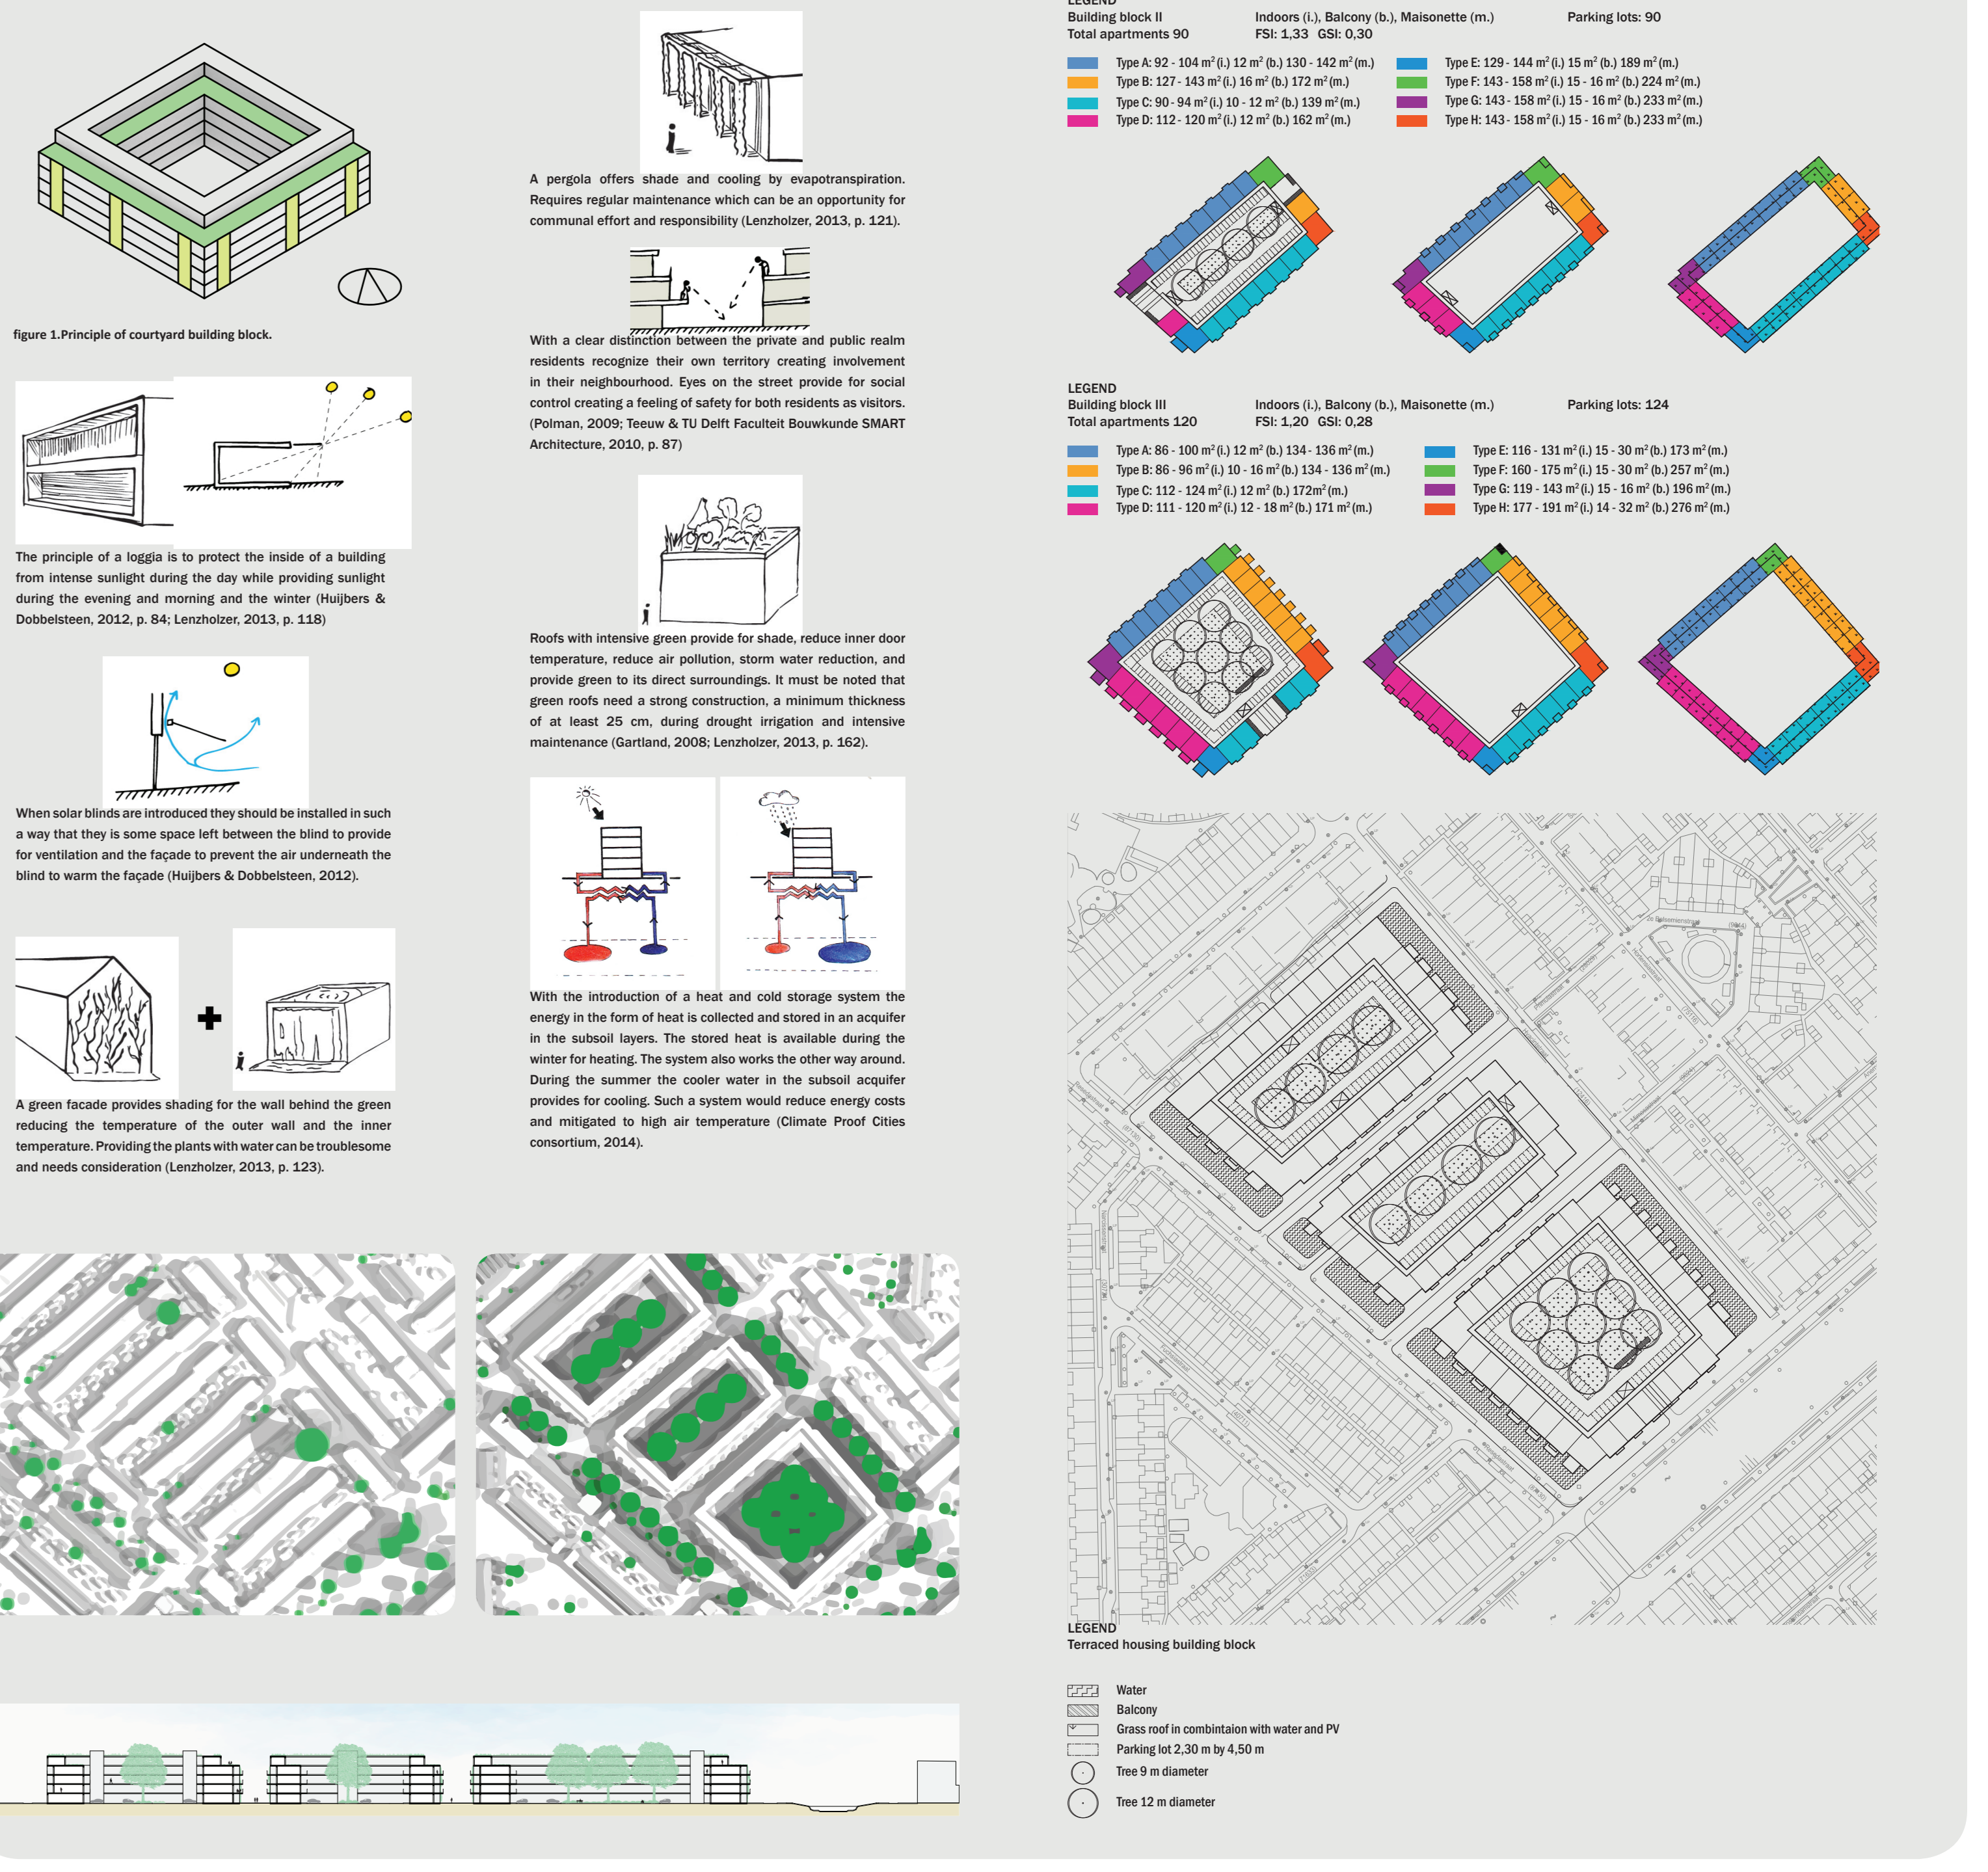 figure 1.Principle of courtyard building block.
The principle of a loggia is to protect the inside of a building
from intense sunlight during the day while providing sunlight
during the evening and morning and the winter (Huijbers &
Dobbelsteen, 2012, p. 84; Lenzholzer, 2013, p. 118)
When solar blinds are introduced they should be installed in such
a way that they is some space left between the blind to provide
for ventilation and the façade to prevent the air underneath the
blind to warm the façade (Huijbers & Dobbelsteen, 2012).
A green facade provides shading for the wall behind the green
reducing the temperature of the outer wall and the inner
temperature. Providing the plants with water can be troublesome
and needs consideration (Lenzholzer, 2013, p. 123).
A pergola offers shade and cooling by evapotranspiration.
Requires regular maintenance which can be an opportunity for
communal effort and responsibility (Lenzholzer, 2013, p. 121).
With a clear distinction between the private and public realm
residents recognize their own territory creating involvement
in their neighbourhood. Eyes on the street provide for social
control creating a feeling of safety for both residents as visitors.
(Polman, 2009; Teeuw & TU Delft Faculteit Bouwkunde SMART
Architecture, 2010, p. 87)
Roofs with intensive green provide for shade, reduce inner door
temperature, reduce air pollution, storm water reduction, and
provide green to its direct surroundings. It must be noted that
green roofs need a strong construction, a minimum thickness
of at least 25 cm, during drought irrigation and intensive
maintenance (Gartland, 2008; Lenzholzer, 2013, p. 162).
With the introduction of a heat and cold storage system the
energy in the form of heat is collected and stored in an acquifer
in the subsoil layers. The stored heat is available during the
winter for heating. The system also works the other way around.
During the summer the cooler water in the subsoil acquifer
provides for cooling. Such a system would reduce energy costs
and mitigated to high air temperature (Climate Proof Cities
consortium, 2014).
LEGEND
Building block II Indoors (i.), Balcony (b.), Maisonette (m.) Parking lots: 90
Total apartments 90 FSI: 1,33 GSI: 0,30
Type A: 92 - 104 m² (i.) 12 m² (b.) 130 - 142 m² (m.)
Type B: 127 - 143 m² (i.) 16 m² (b.) 172 m² (m.)
Type C: 90 - 94 m² (i.) 10 - 12 m² (b.) 139 m² (m.)
Type D: 112 - 120 m² (i.) 12 m² (b.) 162 m² (m.)
Type E: 129 - 144 m² (i.) 15 m² (b.) 189 m² (m.)
Type F: 143 - 158 m² (i.) 15 - 16 m² (b.) 224 m² (m.)
Type G: 143 - 158 m² (i.) 15 - 16 m² (b.) 233 m² (m.)
Type H: 143 - 158 m² (i.) 15 - 16 m² (b.) 233 m² (m.)
LEGEND
Building block III Indoors (i.), Balcony (b.), Maisonette (m.) Parking lots: 124
Total apartments 120 FSI: 1,20 GSI: 0,28
Type A: 86 - 100 m² (i.) 12 m² (b.) 134 - 136 m² (m.)
Type B: 86 - 96 m² (i.) 10 - 16 m² (b.) 134 - 136 m² (m.)
Type C: 112 - 124 m² (i.) 12 m² (b.) 172m² (m.)
Type D: 111 - 120 m² (i.) 12 - 18 m² (b.) 171 m² (m.)
Type E: 116 - 131 m² (i.) 15 - 30 m² (b.) 173 m² (m.)
Type F: 160 - 175 m² (i.) 15 - 30 m² (b.) 257 m² (m.)
Type G: 119 - 143 m² (i.) 15 - 16 m² (b.) 196 m² (m.)
Type H: 177 - 191 m² (i.) 14 - 32 m² (b.) 276 m² (m.)
LEGEND
Terraced housing building block
Water
Balcony
Grass roof in combintaion with water and PV
Parking lot 2,30 m by 4,50 m
Tree 9 m diameter
Tree 12 m diameter